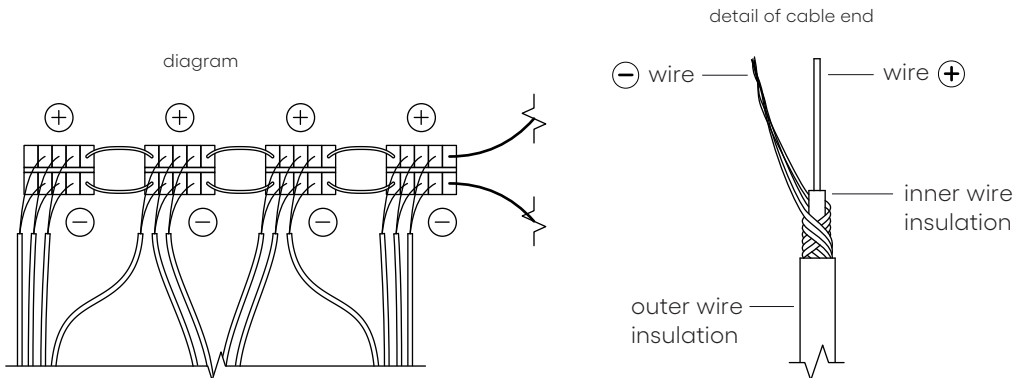 detail of cable end
diagram
− wire
wire +
+ + + +
inner wire
insulation
− − − −
outer wire
insulation